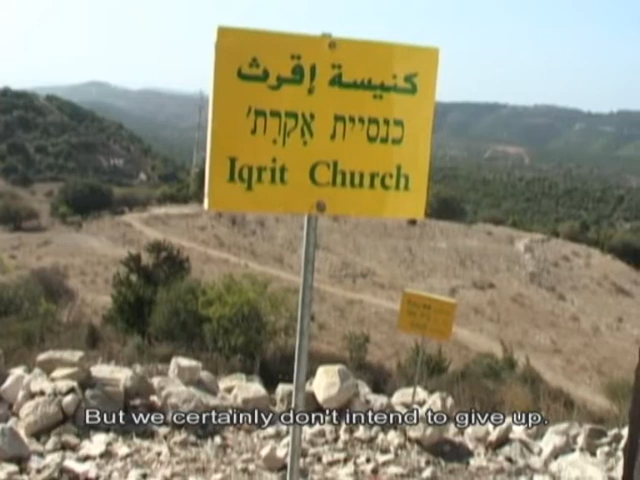 كنيسة إقرث
כנסיית אִקְרִת'
Iqrit Church
But we certainly don't intend to give up.